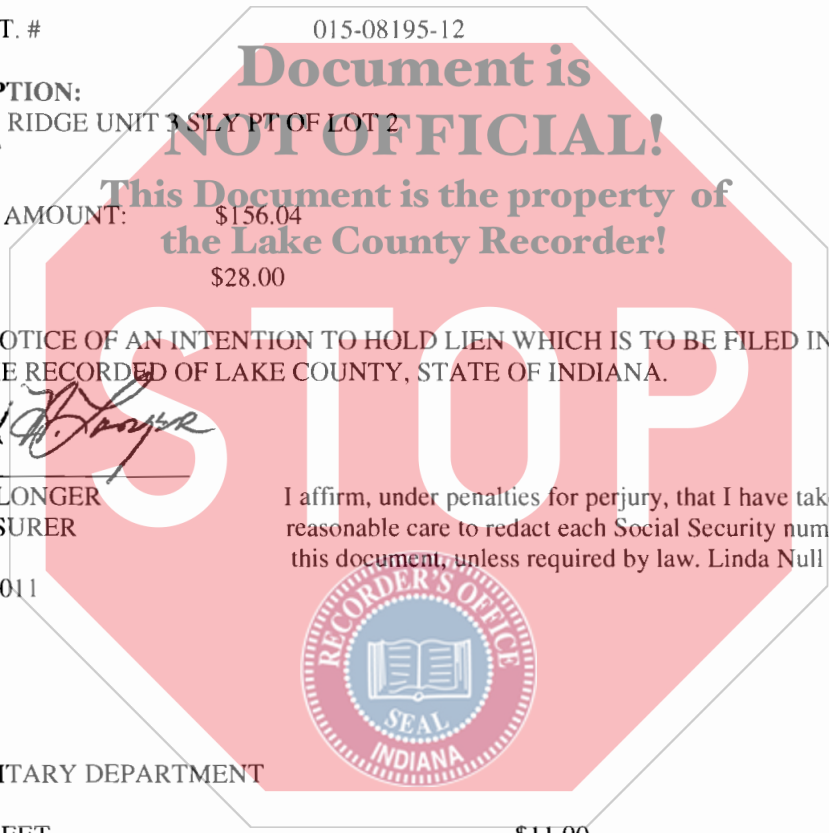 T. # 015-08195-12
Document is
PTION:
RIDGE UNIT 3 S'LY PT OF LOT 2
NOT OFFICIAL!
This Document is the property of
AMOUNT: $156.04
the Lake County Recorder!
$28.00
STOP
OTICE OF AN INTENTION TO HOLD LIEN WHICH IS TO BE FILED IN
E RECORDED OF LAKE COUNTY, STATE OF INDIANA.
LONGER I affirm, under penalties for perjury, that I have tak
SURER reasonable care to redact each Social Security num
this document, unless required by law. Linda Null
011
RECORDER'S OFFICE
SEAL
INDIANA
ITARY DEPARTMENT
EET $11.00